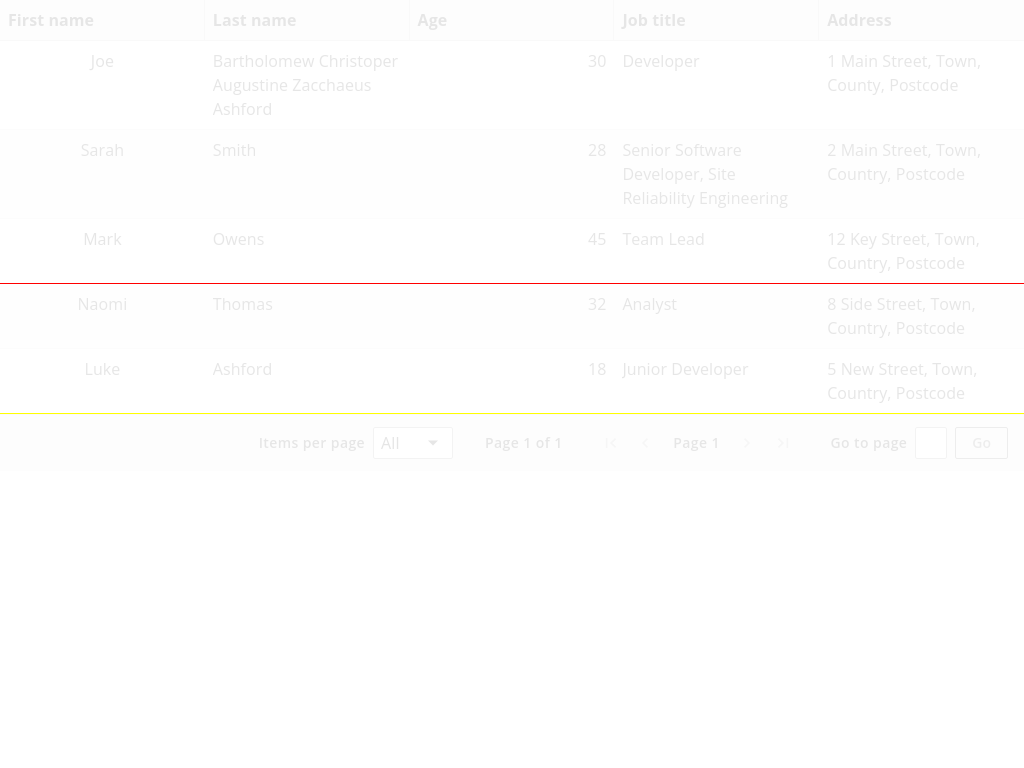 First name Last name Age Job title Address
Joe Bartholomew Christoper 30 Developer 1 Main Street, Town,
Augustine Zacchaeus County, Postcode
Ashford
Sarah Smith 28 Senior Software 2 Main Street, Town,
Developer, Site Country, Postcode
Reliability Engineering
Mark Owens 45 Team Lead 12 Key Street, Town,
Country, Postcode
Naomi Thomas 32 Analyst 8 Side Street, Town,
Country, Postcode
Luke Ashford 18 Junior Developer 5 New Street, Town,
Country, Postcode
Items per page All Page 1 of 1 Page 1 Go to page Go